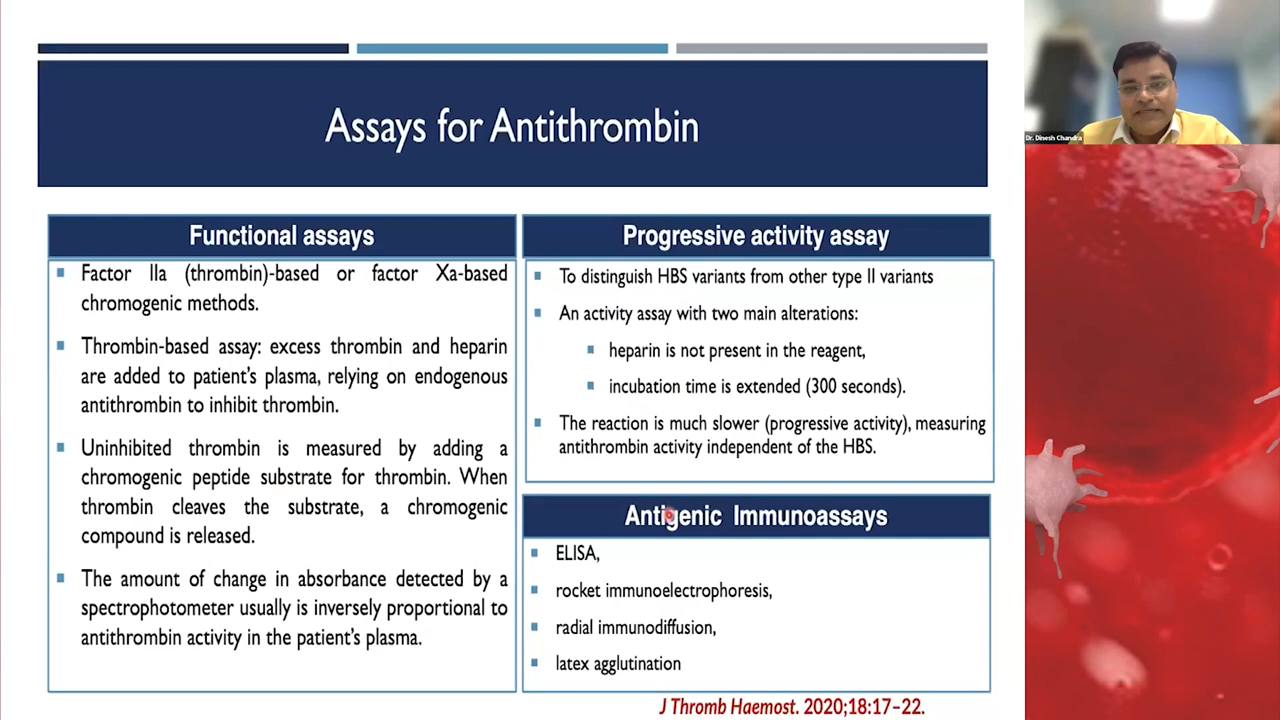 Assays for Antithrombin
Dr. Dinesh Chandra
Functional assays
Factor IIa (thrombin)-based or factor Xa-based
chromogenic methods.
Thrombin-based assay: excess thrombin and heparin
are added to patient's plasma, relying on endogenous
antithrombin to inhibit thrombin.
Uninhibited thrombin is measured by adding a
chromogenic peptide substrate for thrombin. When
thrombin cleaves the substrate, a chromogenic
compound is released.
The amount of change in absorbance detected by a
spectrophotometer usually is inversely proportional to
antithrombin activity in the patient's plasma.
Progressive activity assay
To distinguish HBS variants from other type II variants
An activity assay with two main alterations:
heparin is not present in the reagent,
incubation time is extended (300 seconds).
The reaction is much slower (progressive activity), measuring
antithrombin activity independent of the HBS.
Antigenic Immunoassays
ELISA,
rocket immunoelectrophoresis,
radial immunodiffusion,
latex agglutination
J Thromb Haemost. 2020;18:17–22.